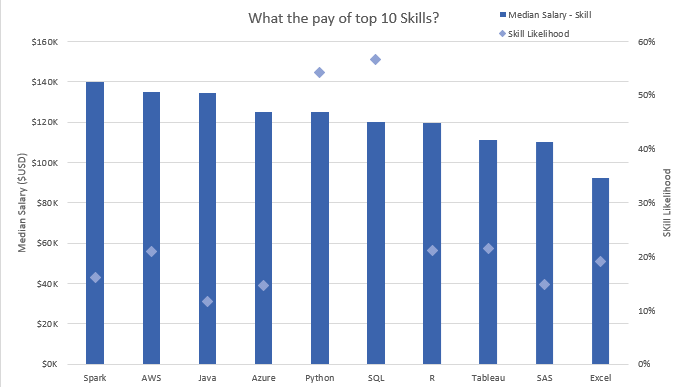 What the pay of top 10 Skills?
Median Salary - Skill
Skill Likelihood
Median Salary ($USD)
$160K
$140K
$120K
$100K
$80K
$60K
$40K
$20K
$0K
60%
50%
40%
30%
20%
10%
0%
SKill Likelihood
Spark AWS Java Azure Python SQL R Tableau SAS Excel